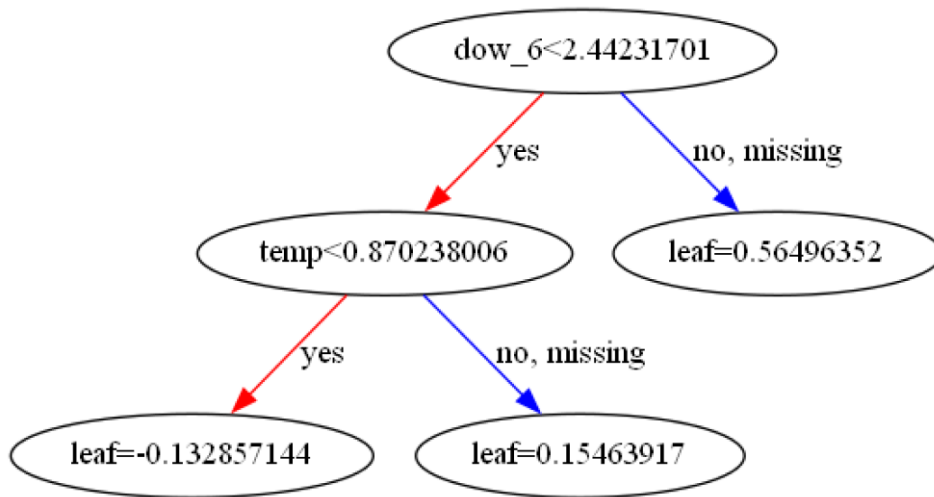 dow_6<2.44231701
yes
no, missing
temp<0.870238006
leaf=0.56496352
yes
no, missing
leaf=-0.132857144
leaf=0.15463917